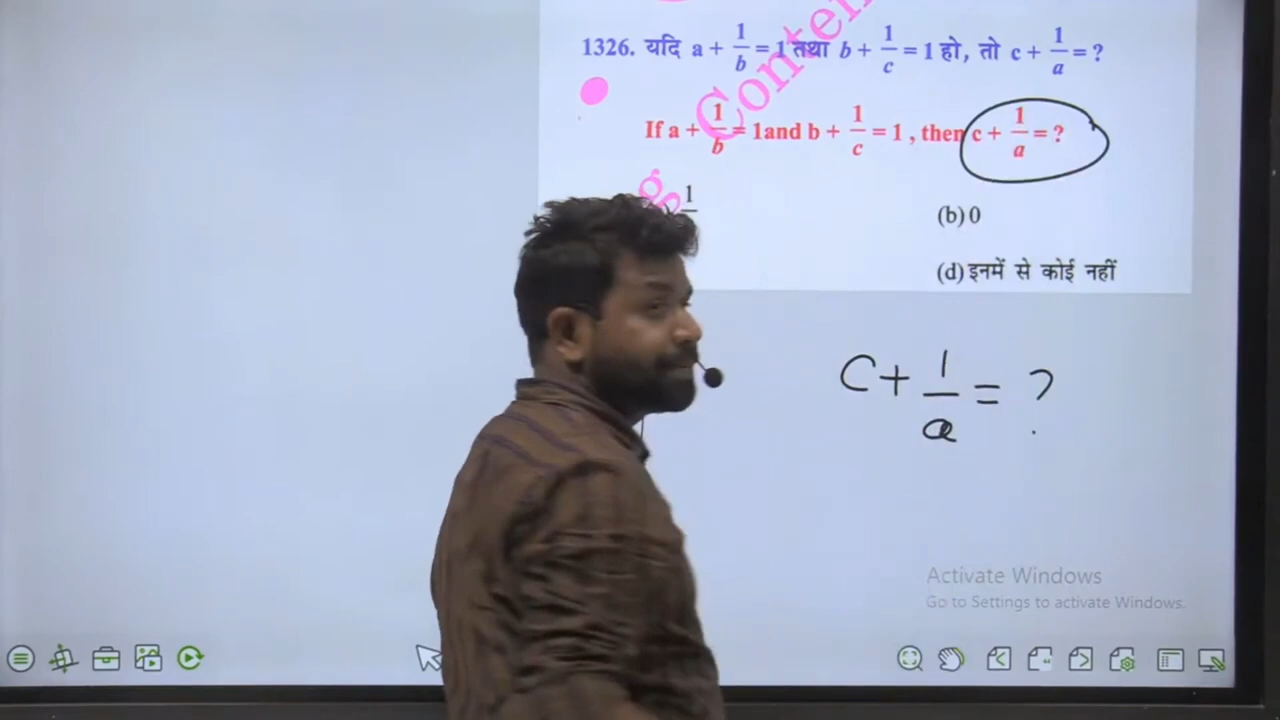 1326. यदि a + 1/b = 1 तथा b + 1/c = 1 हो, तो c + 1/a = ?
If a + 1/b = 1 and b + 1/c = 1 , then c + 1/a = ?
1
(b) 0
(d) इनमें से कोई नहीं
C + 1/a = ?
Activate Windows
Go to Settings to activate Windows.